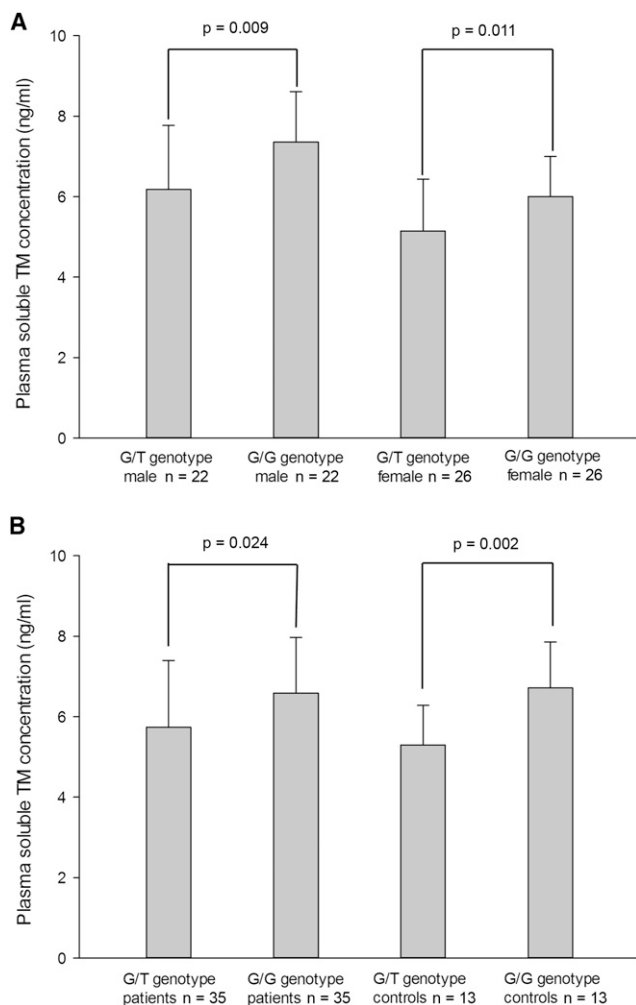 A
p = 0.009
p = 0.011
Plasma soluble TM concentration (ng/ml)
10
8
6
4
2
0
G/T genotype
male n = 22
G/G genotype
male n = 22
G/T genotype
female n = 26
G/G genotype
female n = 26
B
p = 0.024
p = 0.002
Plasma soluble TM concentration (ng/ml)
10
8
6
4
2
0
G/T genotype
patients n = 35
G/G genotype
patients n = 35
G/T genotype
controls n = 13
G/G genotype
controls n = 13